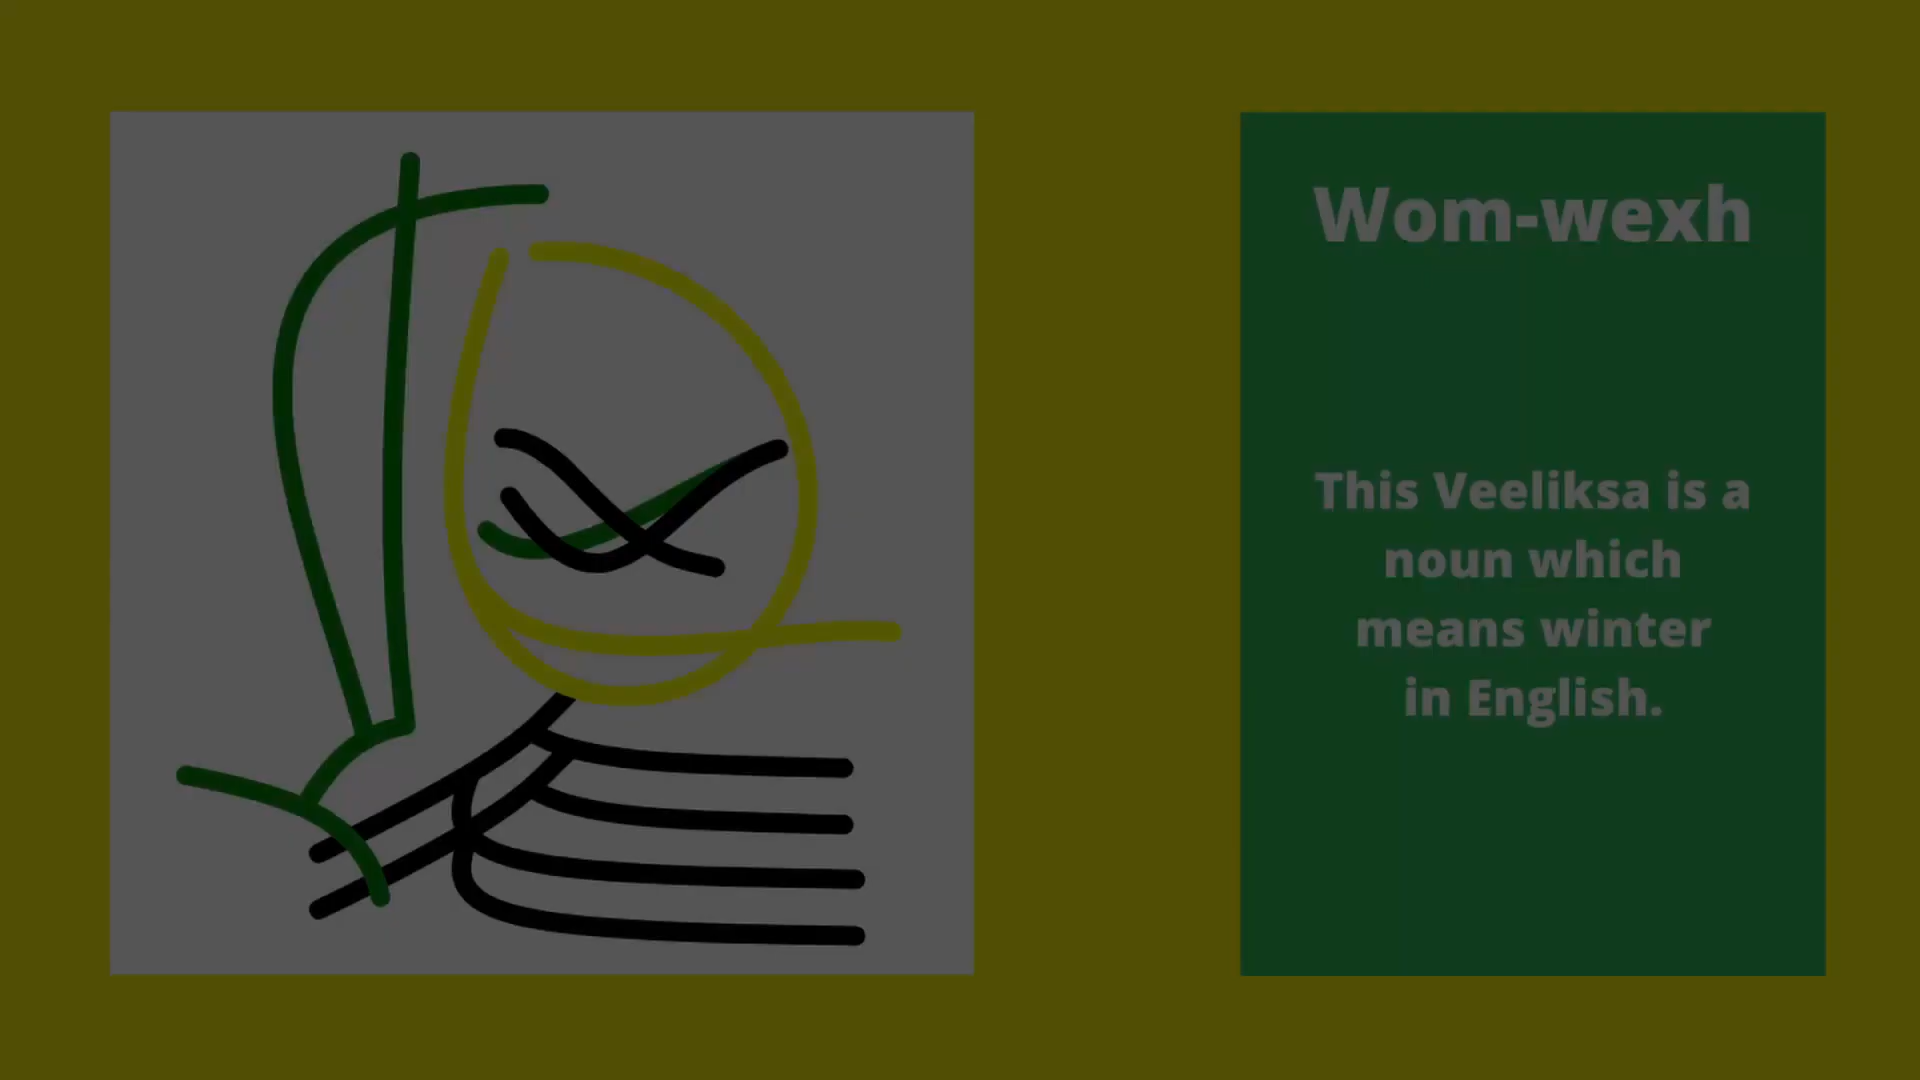 Wom-wexh
This Veeliksa is a
noun which
means winter
in English.